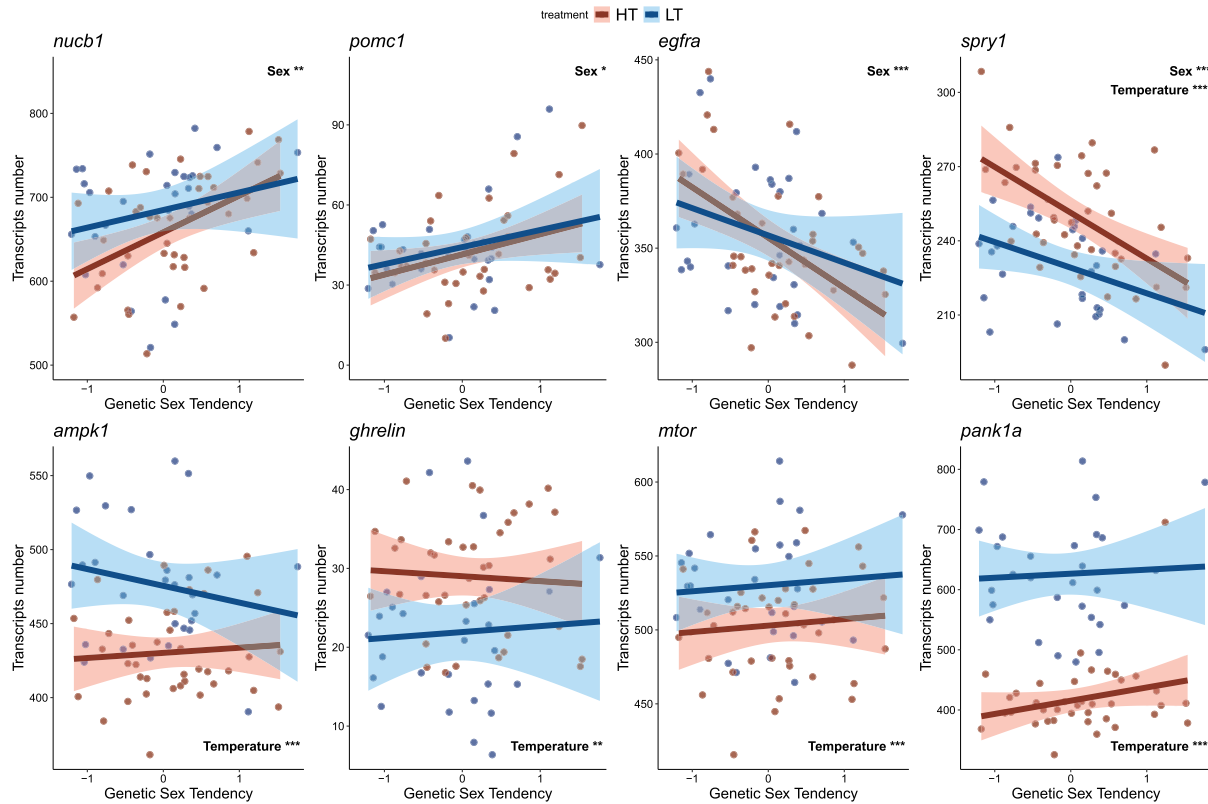 treatment HT LT
nucb1
pomc1
egfra
spry1
Sex **
Sex *
Sex ***
Sex ***
Temperature ***
Transcripts number
800
700
600
500
−1 0 1
Genetic Sex Tendency
Transcripts number
90
60
30
0
−1 0 1
Genetic Sex Tendency
Transcripts number
450
400
350
300
−1 0 1
Genetic Sex Tendency
Transcripts number
300
270
240
210
−1 0 1
Genetic Sex Tendency
ampk1
ghrelin
mtor
pank1a
Transcripts number
550
500
450
400
Temperature ***
−1 0 1
Genetic Sex Tendency
Transcripts number
40
30
20
10
Temperature **
−1 0 1
Genetic Sex Tendency
Transcripts number
600
550
500
450
Temperature ***
−1 0 1
Genetic Sex Tendency
Transcripts number
800
700
600
500
400
Temperature ***
−1 0 1
Genetic Sex Tendency